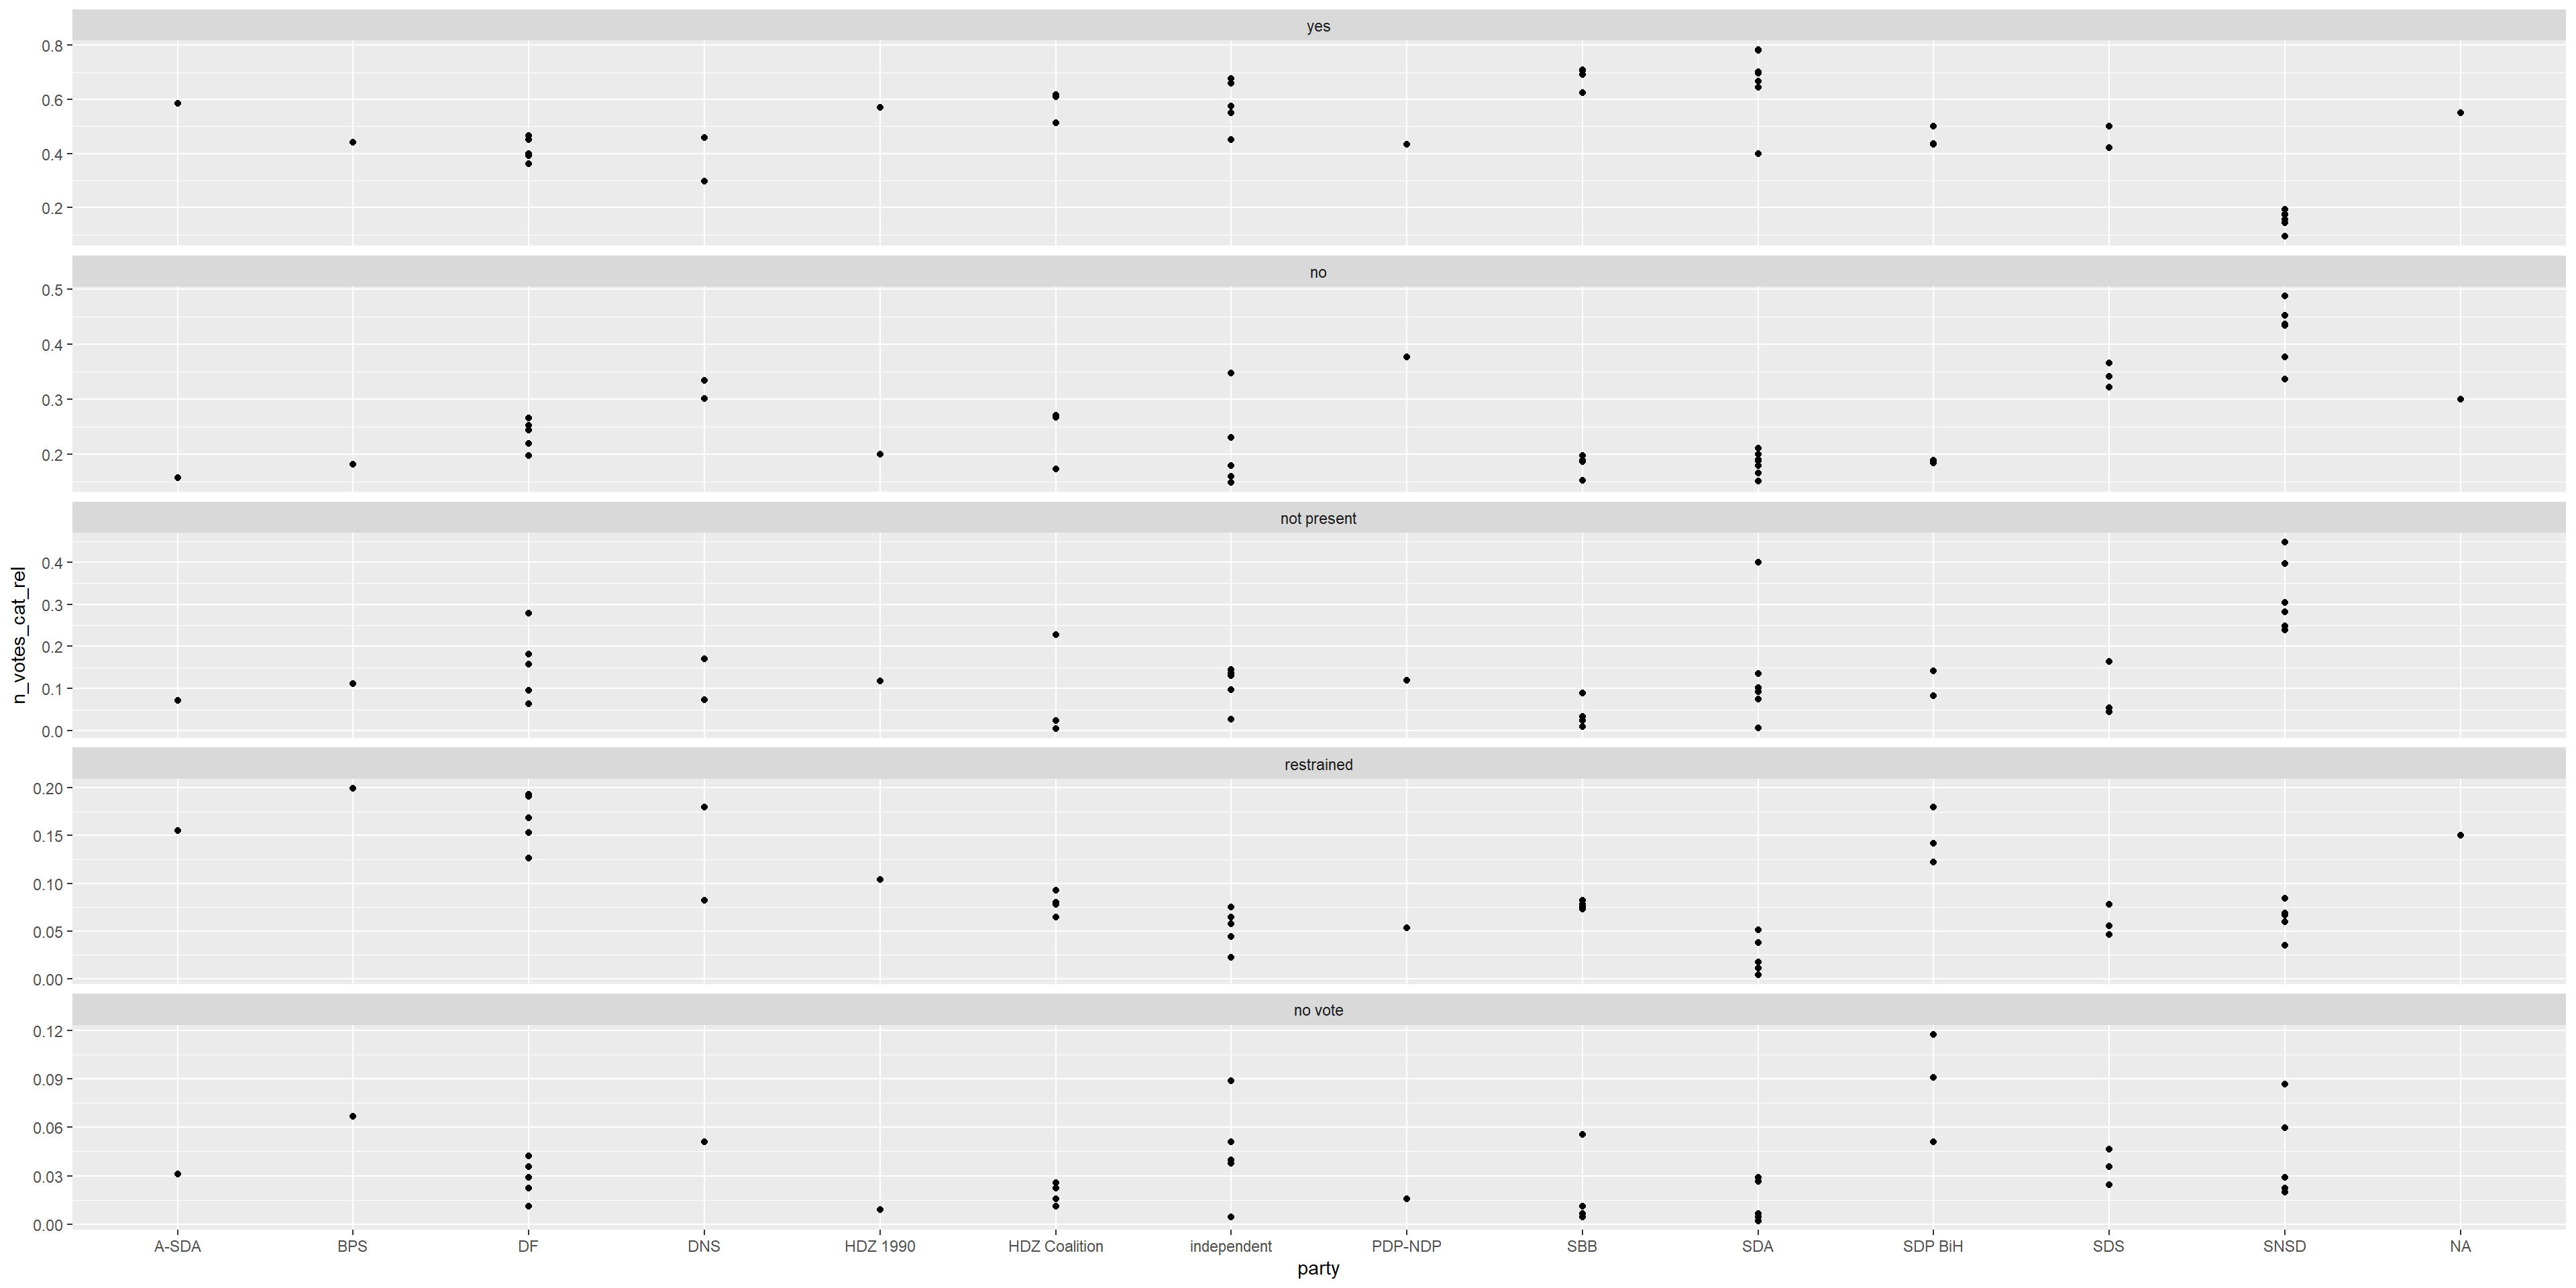 yes
0.8
0.6
0.4
0.2
no
0.5
0.4
0.3
0.2
not present
0.4
0.3
0.2
0.1
0.0
restrained
0.20
0.15
0.10
0.05
0.00
no vote
0.12
0.09
0.06
0.03
0.00
n_votes_cat_rel
A-SDA BPS DF DNS HDZ 1990 HDZ Coalition independent PDP-NDP SBB SDA SDP BiH SDS SNSD NA
party